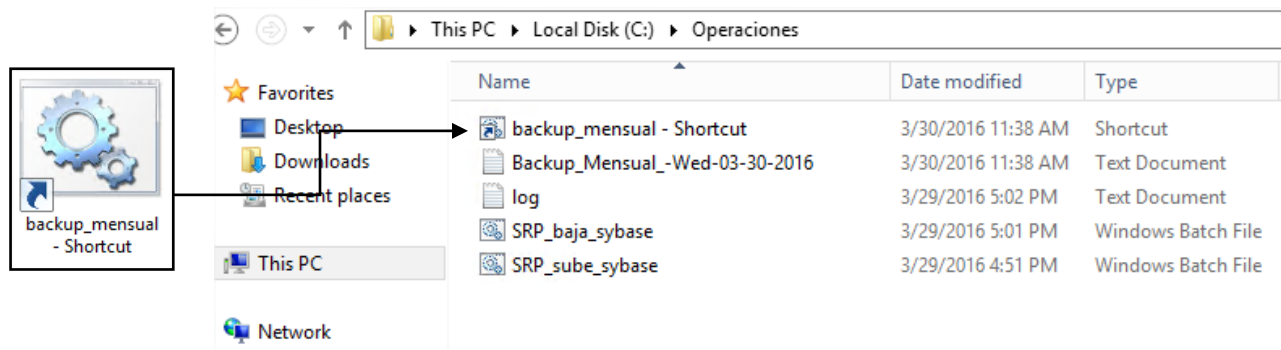 This PC Local Disk (C:) Operaciones
Favorites
Desktop
Downloads
Recent places
This PC
Network
backup_mensual
- Shortcut
Name Date modified Type
backup_mensual - Shortcut 3/30/2016 11:38 AM Shortcut
Backup_Mensual_-Wed-03-30-2016 3/30/2016 11:38 AM Text Document
log 3/29/2016 5:02 PM Text Document
SRP_baja_sybase 3/29/2016 5:01 PM Windows Batch File
SRP_sube_sybase 3/29/2016 4:51 PM Windows Batch File